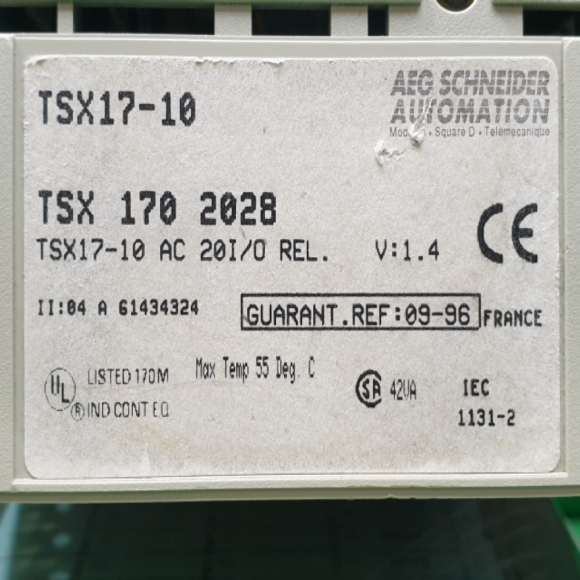 TSX17-10
AEG SCHNEIDER
AUTOMATION
• Square D • Telemecanique
TSX 170 2028
CE
TSX17-10 AC 20I/O REL. V:1.4
II:04 A 61434324
GUARANT.REF:09-96
FRANCE
UL
LISTED 170M
® IND CONT EQ
Max Temp 55 Deg. C
SA
42VA
IEC
1131-2